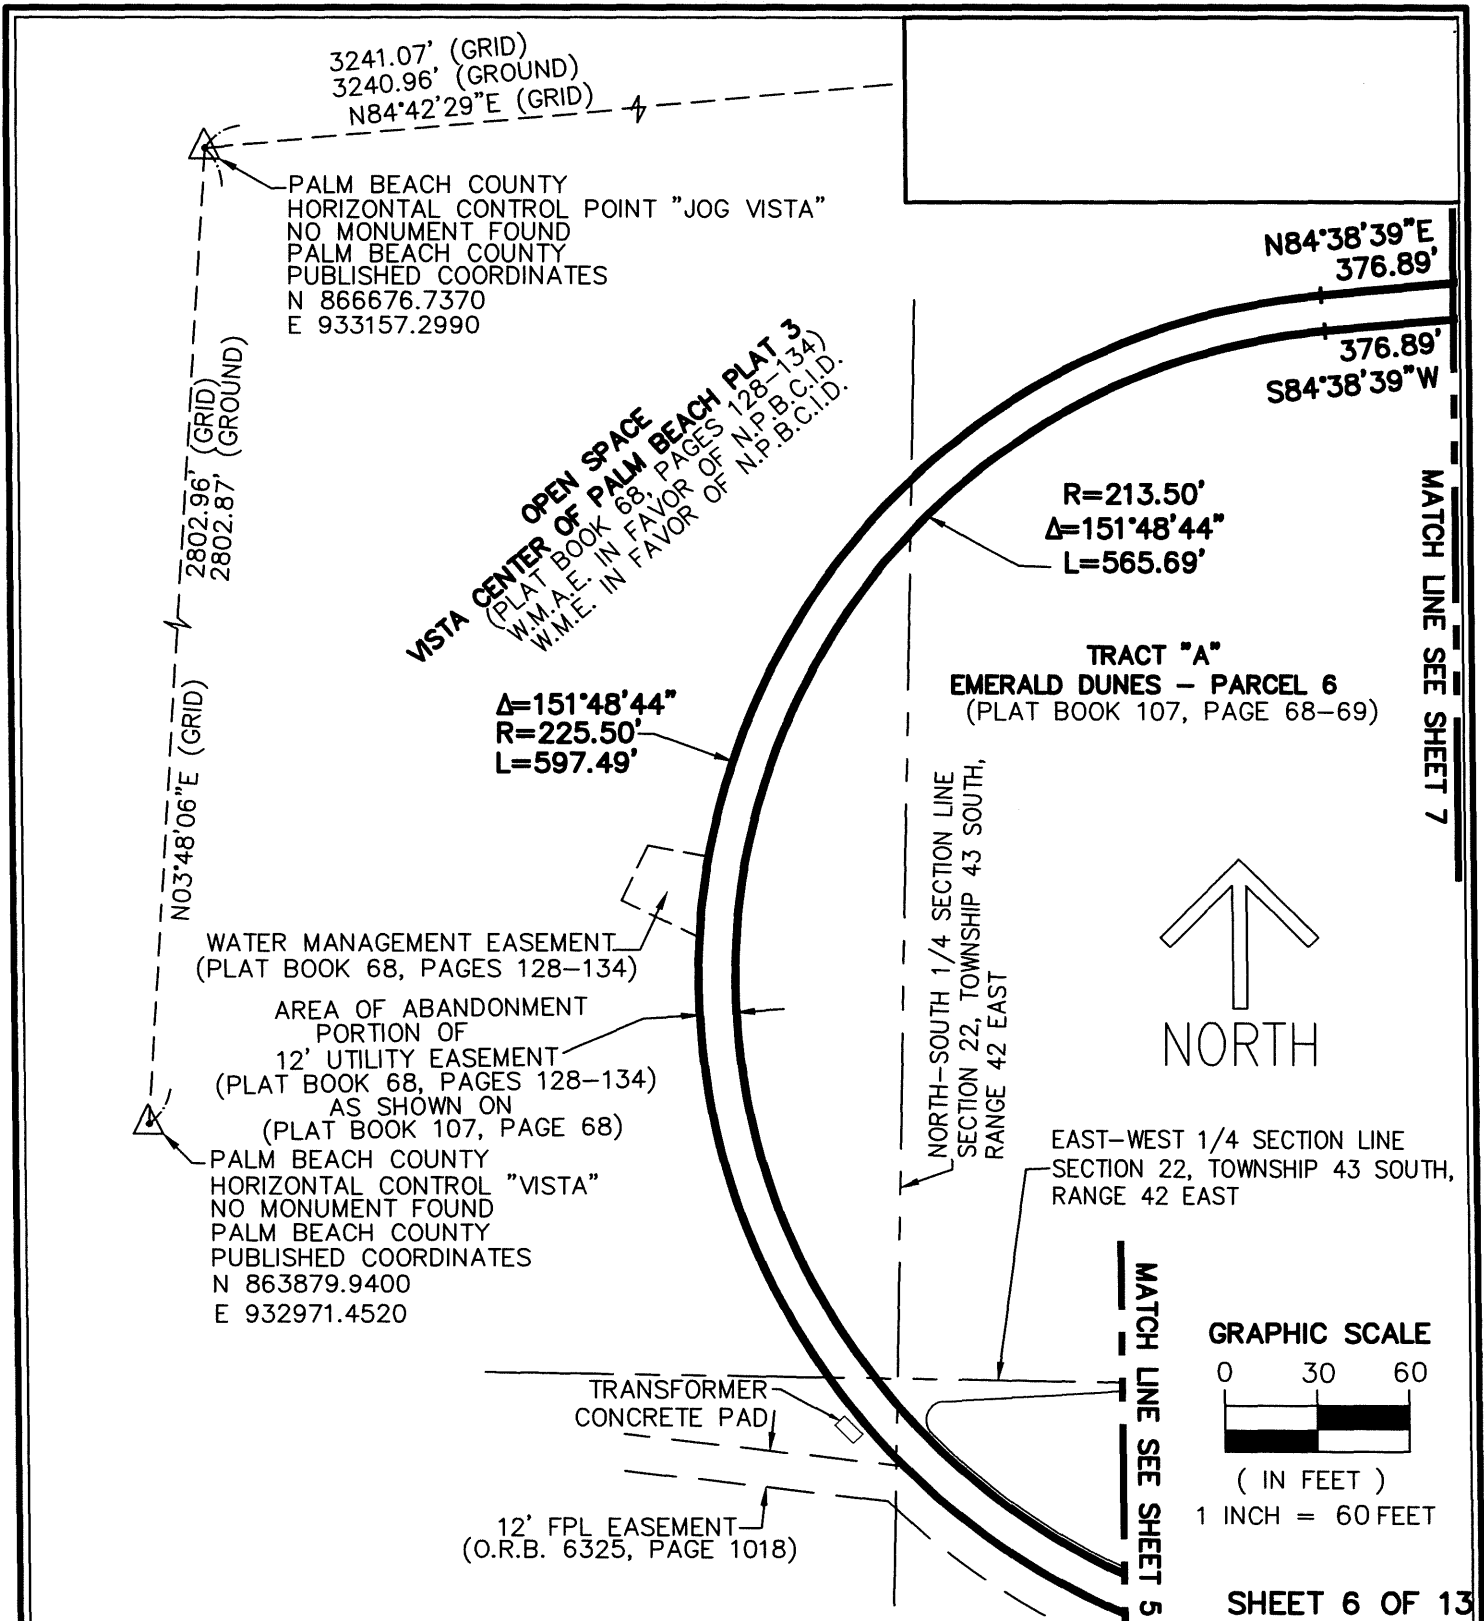 3241.07' (GRID)
3240.96' (GROUND)
N84°42'29"E (GRID)
PALM BEACH COUNTY
HORIZONTAL CONTROL POINT "JOG VISTA"
NO MONUMENT FOUND
PALM BEACH COUNTY
PUBLISHED COORDINATES
N 866676.7370
E 933157.2990
N84°38'39"E
376.89'
376.89'
S84°38'39"W
2802.96' (GRID)
2802.87' (GROUND)
N03°48'06"E (GRID)
OPEN SPACE
VISTA CENTER OF PALM BEACH PLAT 3
(PLAT BOOK 68, PAGES 128-134)
W.M.A.E. IN FAVOR OF N.P.B.C.I.D.
W.M.E. IN FAVOR OF N.P.B.C.I.D.
R=213.50'
Δ=151°48'44"
L=565.69'
MATCH LINE SEE SHEET 7
TRACT "A"
EMERALD DUNES - PARCEL 6
(PLAT BOOK 107, PAGE 68-69)
Δ=151°48'44"
R=225.50'
L=597.49'
NORTH-SOUTH 1/4 SECTION LINE
SECTION 22, TOWNSHIP 43 SOUTH,
RANGE 42 EAST
WATER MANAGEMENT EASEMENT
(PLAT BOOK 68, PAGES 128-134)
AREA OF ABANDONMENT
PORTION OF
12' UTILITY EASEMENT
(PLAT BOOK 68, PAGES 128-134)
AS SHOWN ON
(PLAT BOOK 107, PAGE 68)
NORTH
PALM BEACH COUNTY
HORIZONTAL CONTROL "VISTA"
NO MONUMENT FOUND
PALM BEACH COUNTY
PUBLISHED COORDINATES
N 863879.9400
E 932971.4520
EAST-WEST 1/4 SECTION LINE
SECTION 22, TOWNSHIP 43 SOUTH,
RANGE 42 EAST
MATCH LINE SEE SHEET 5
GRAPHIC SCALE
0 30 60
( IN FEET )
1 INCH = 60 FEET
TRANSFORMER
CONCRETE PAD
12' FPL EASEMENT
(O.R.B. 6325, PAGE 1018)
SHEET 6 OF 13